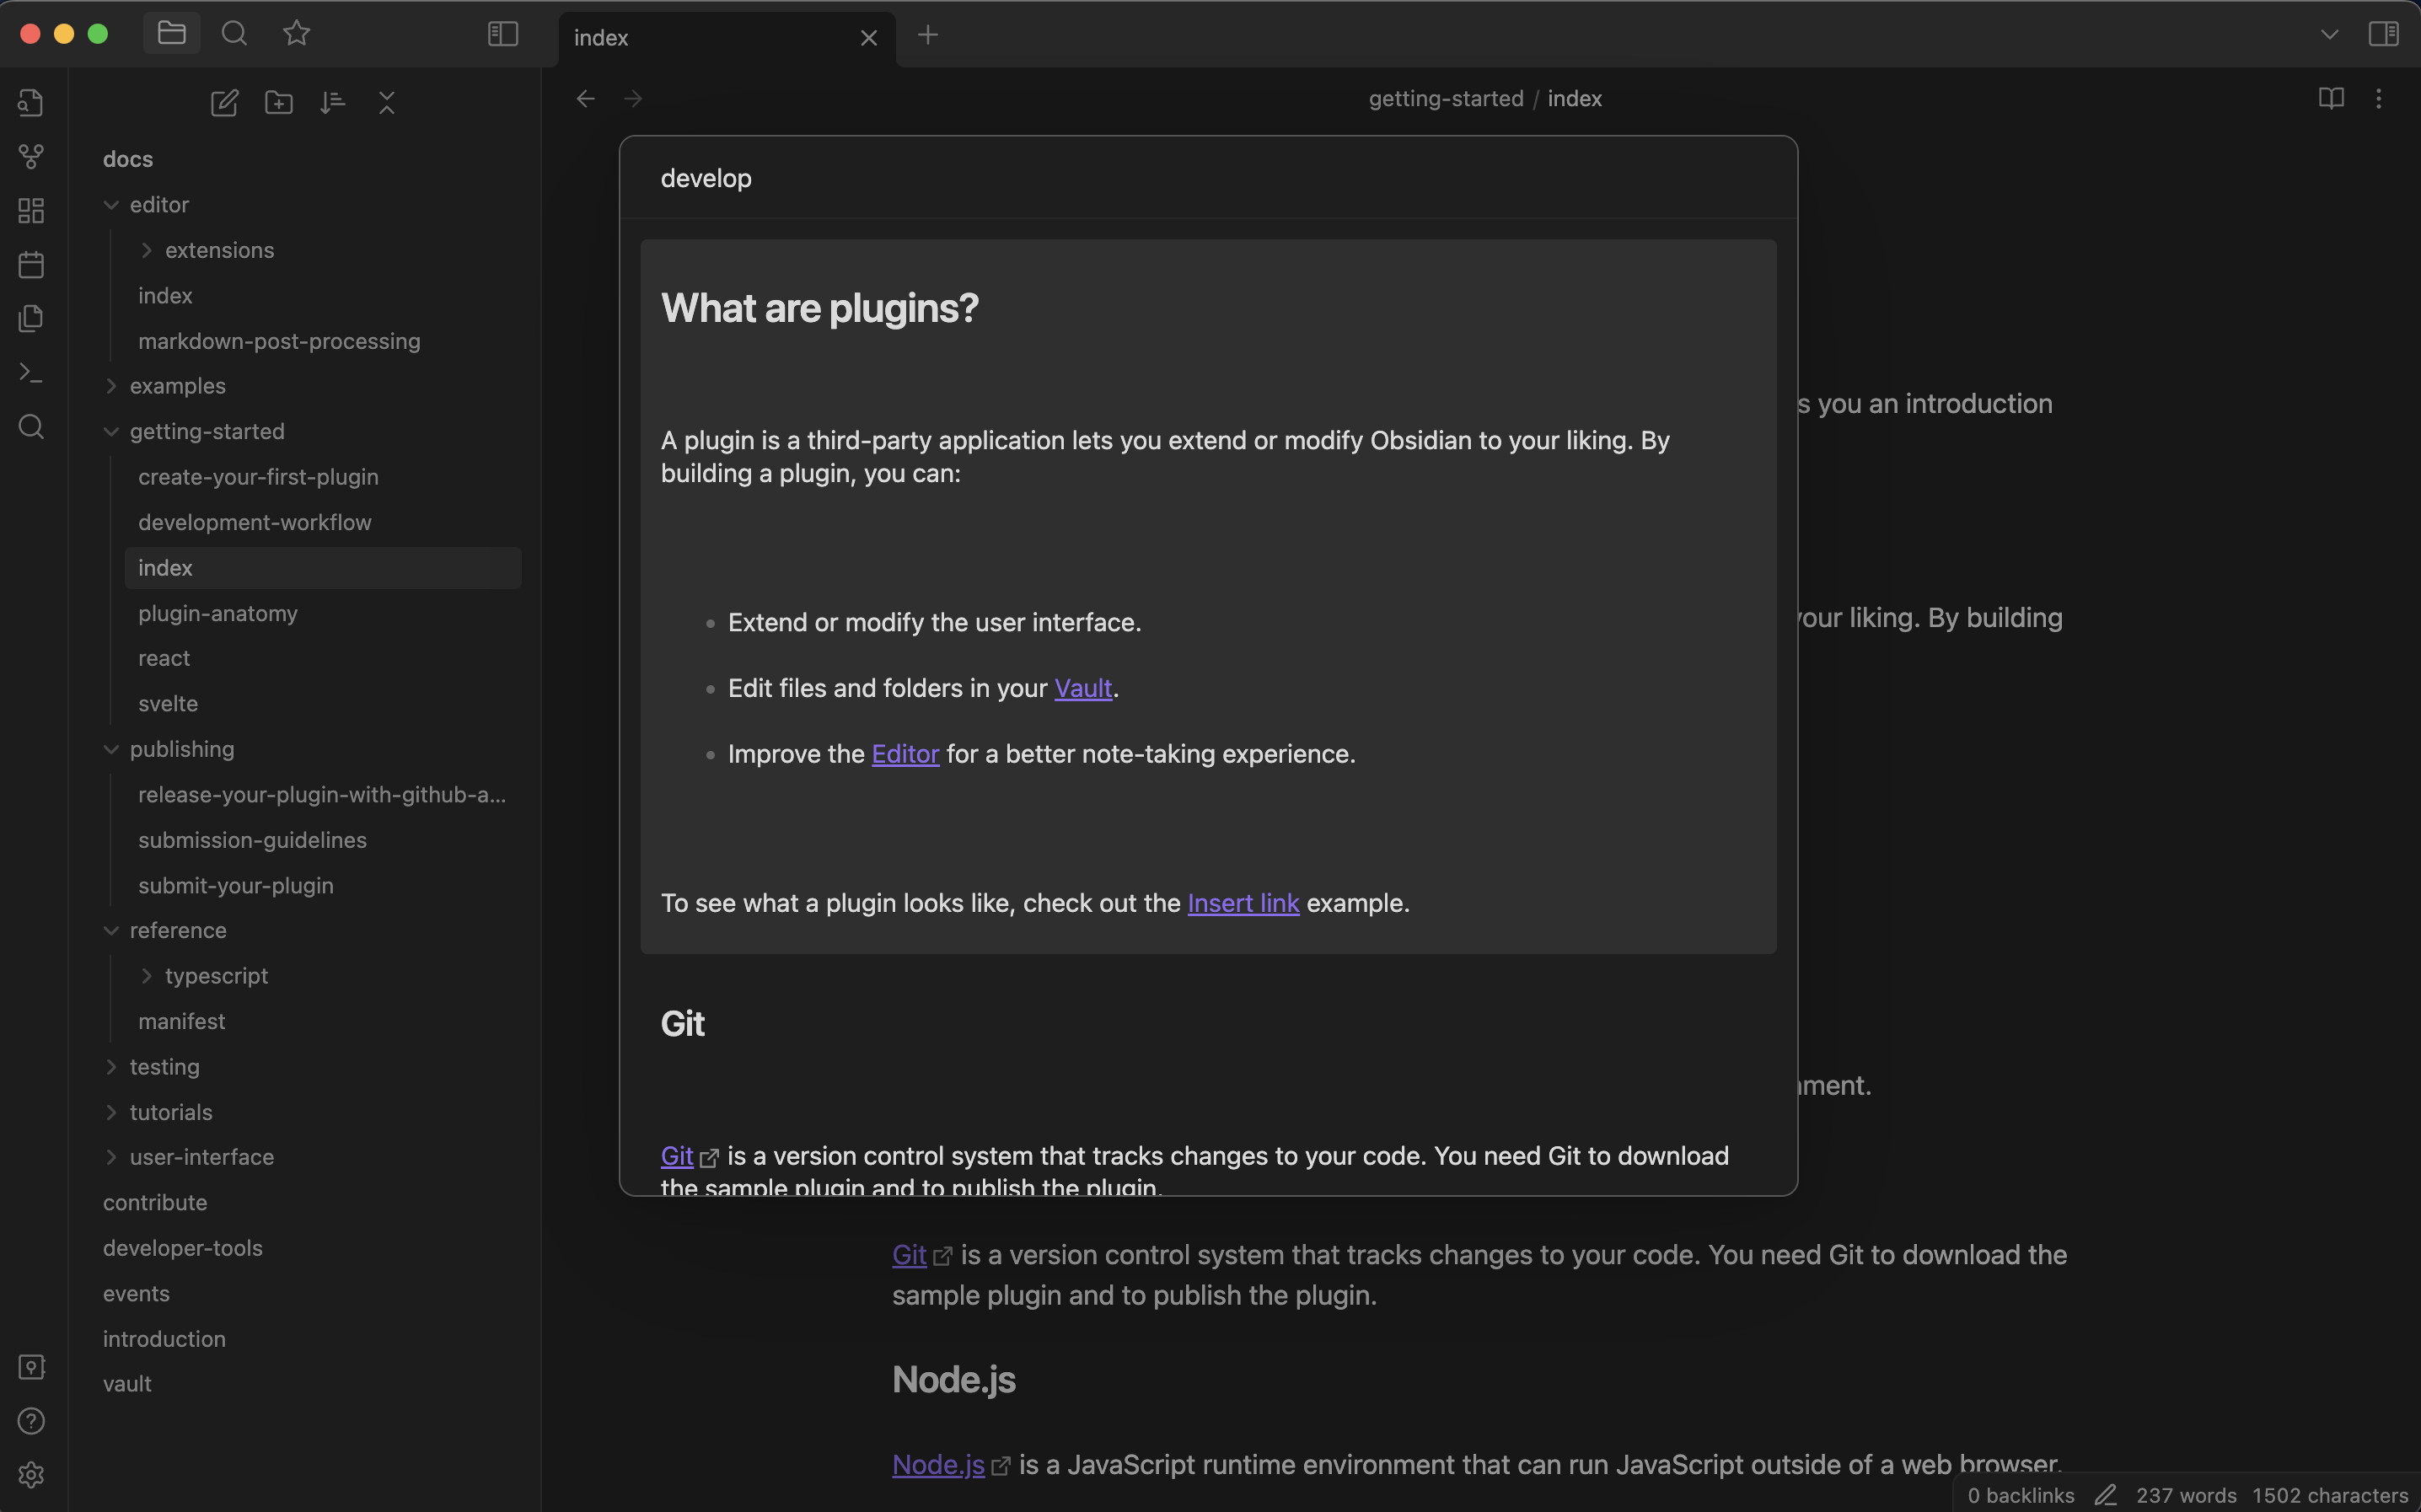 index
getting-started / index
docs
editor
extensions
index
markdown-post-processing
examples
getting-started
create-your-first-plugin
development-workflow
index
plugin-anatomy
react
svelte
publishing
release-your-plugin-with-github-a...
submission-guidelines
submit-your-plugin
reference
typescript
manifest
testing
tutorials
user-interface
contribute
developer-tools
events
introduction
vault
develop
What are plugins?
A plugin is a third-party application lets you extend or modify Obsidian to your liking. By
building a plugin, you can:
Extend or modify the user interface.
Edit files and folders in your Vault.
Improve the Editor for a better note-taking experience.
To see what a plugin looks like, check out the Insert link example.
Git
Git is a version control system that tracks changes to your code. You need Git to download
the sample plugin and to publish the plugin.
s you an introduction
your liking. By building
nment.
Git is a version control system that tracks changes to your code. You need Git to download the
sample plugin and to publish the plugin.
Node.js
Node.js is a JavaScript runtime environment that can run JavaScript outside of a web browser.
0 backlinks 237 words 1502 characters